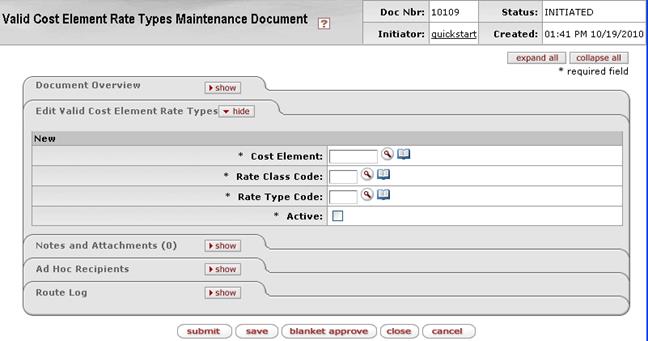 Valid Cost Element Rate Types Maintenance Document ?
Doc Nbr: 10109 Status: INITIATED
Initiator: quickstart Created: 01:41 PM 10/19/2010
expand all collapse all
* required field
Document Overview show
Edit Valid Cost Element Rate Types hide
New
* Cost Element:
* Rate Class Code:
* Rate Type Code:
* Active:
Notes and Attachments (0) show
Ad Hoc Recipients show
Route Log show
submit save blanket approve close cancel